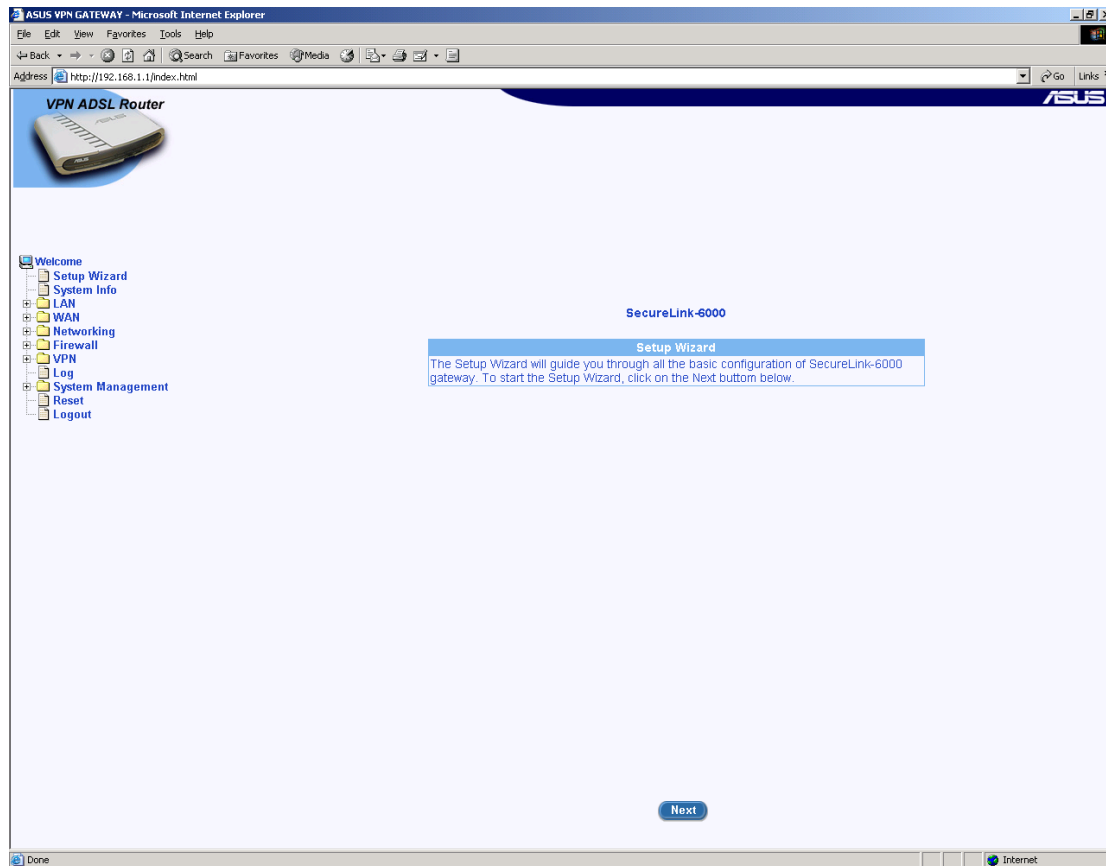 ASUS VPN GATEWAY - Microsoft Internet Explorer
File Edit View Favorites Tools Help
Back Search Favorites Media
Address http://192.168.1.1/index.html Go Links
VPN ADSL Router
ASUS
ASUS
ASUS
Welcome
Setup Wizard
System Info
LAN
WAN
Networking
Firewall
VPN
Log
System Management
Reset
Logout
SecureLink-6000
Setup Wizard
The Setup Wizard will guide you through all the basic configuration of SecureLink-6000
gateway. To start the Setup Wizard, click on the Next buttom below.
Next
Done Internet